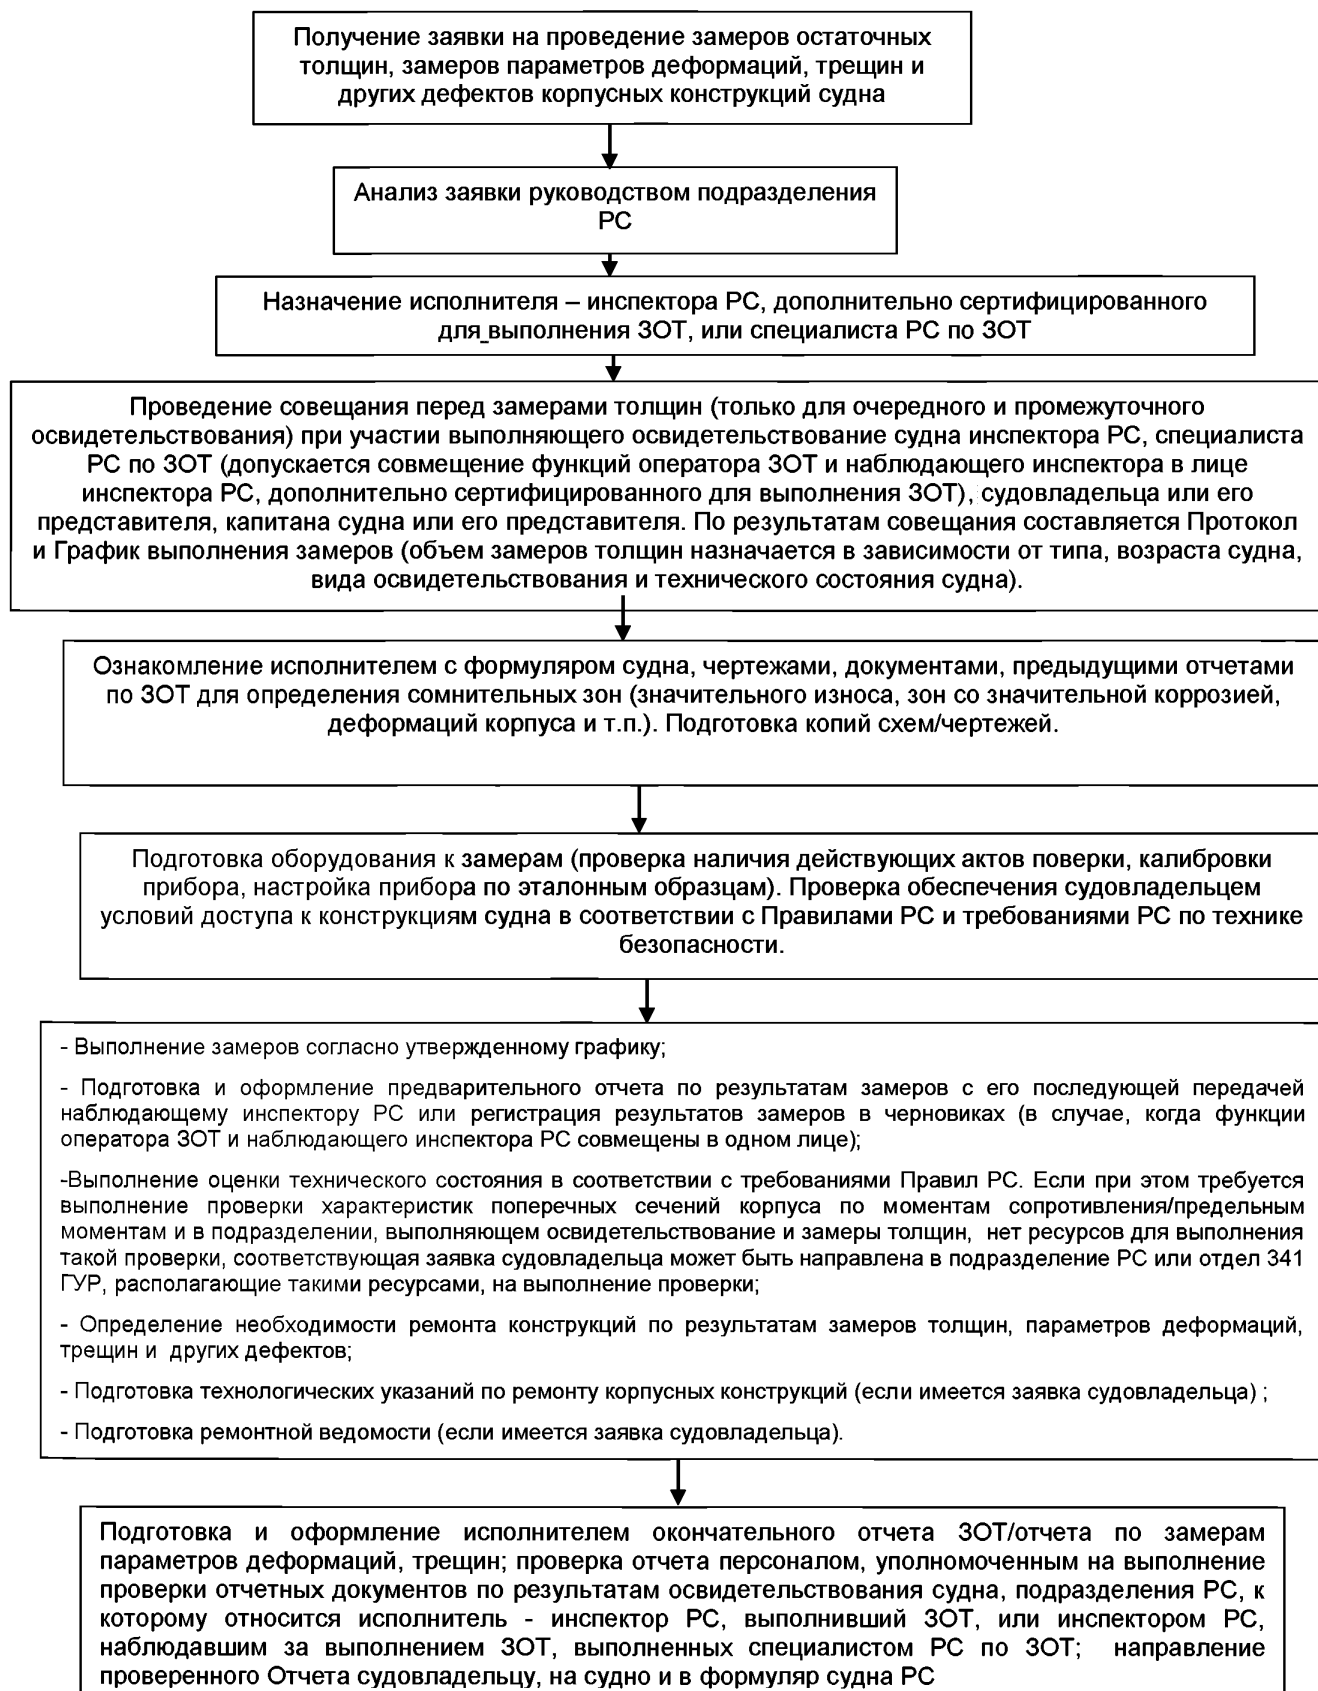 Получение заявки на проведение замеров остаточных
толщин, замеров параметров деформаций, трещин и
других дефектов корпусных конструкций судна
Анализ заявки руководством подразделения
РС
Назначение исполнителя – инспектора РС, дополнительно сертифицированного
для выполнения ЗОТ, или специалиста РС по ЗОТ
Проведение совещания перед замерами толщин (только для очередного и промежуточного
освидетельствования) при участии выполняющего освидетельствование судна инспектора РС, специалиста
РС по ЗОТ (допускается совмещение функций оператора ЗОТ и наблюдающего инспектора в лице
инспектора РС, дополнительно сертифицированного для выполнения ЗОТ), судовладельца или его
представителя, капитана судна или его представителя. По результатам совещания составляется Протокол
и График выполнения замеров (объем замеров толщин назначается в зависимости от типа, возраста судна,
вида освидетельствования и технического состояния судна).
Ознакомление исполнителем с формуляром судна, чертежами, документами, предыдущими отчетами
по ЗОТ для определения сомнительных зон (значительного износа, зон со значительной коррозией,
деформаций корпуса и т.п.). Подготовка копий схем/чертежей.
Подготовка оборудования к замерам (проверка наличия действующих актов поверки, калибровки
прибора, настройка прибора по эталонным образцам). Проверка обеспечения судовладельцем
условий доступа к конструкциям судна в соответствии с Правилами РС и требованиями РС по технике
безопасности.
- Выполнение замеров согласно утвержденному графику;
- Подготовка и оформление предварительного отчета по результатам замеров с его последующей передачей
наблюдающему инспектору РС или регистрация результатов замеров в черновиках (в случае, когда функции
оператора ЗОТ и наблюдающего инспектора РС совмещены в одном лице);
-Выполнение оценки технического состояния в соответствии с требованиями Правил РС. Если при этом требуется
выполнение проверки характеристик поперечных сечений корпуса по моментам сопротивления/предельным
моментам и в подразделении, выполняющем освидетельствование и замеры толщин, нет ресурсов для выполнения
такой проверки, соответствующая заявка судовладельца может быть направлена в подразделение РС или отдел 341
ГУР, располагающие такими ресурсами, на выполнение проверки;
- Определение необходимости ремонта конструкций по результатам замеров толщин, параметров деформаций,
трещин и других дефектов;
- Подготовка технологических указаний по ремонту корпусных конструкций (если имеется заявка судовладельца) ;
- Подготовка ремонтной ведомости (если имеется заявка судовладельца).
Подготовка и оформление исполнителем окончательного отчета ЗОТ/отчета по замерам
параметров деформаций, трещин; проверка отчета персоналом, уполномоченным на выполнение
проверки отчетных документов по результатам освидетельствования судна, подразделения РС, к
которому относится исполнитель - инспектор РС, выполнивший ЗОТ, или инспектором РС,
наблюдавшим за выполнением ЗОТ, выполненных специалистом РС по ЗОТ; направление
проверенного Отчета судовладельцу, на судно и в формуляр судна РС